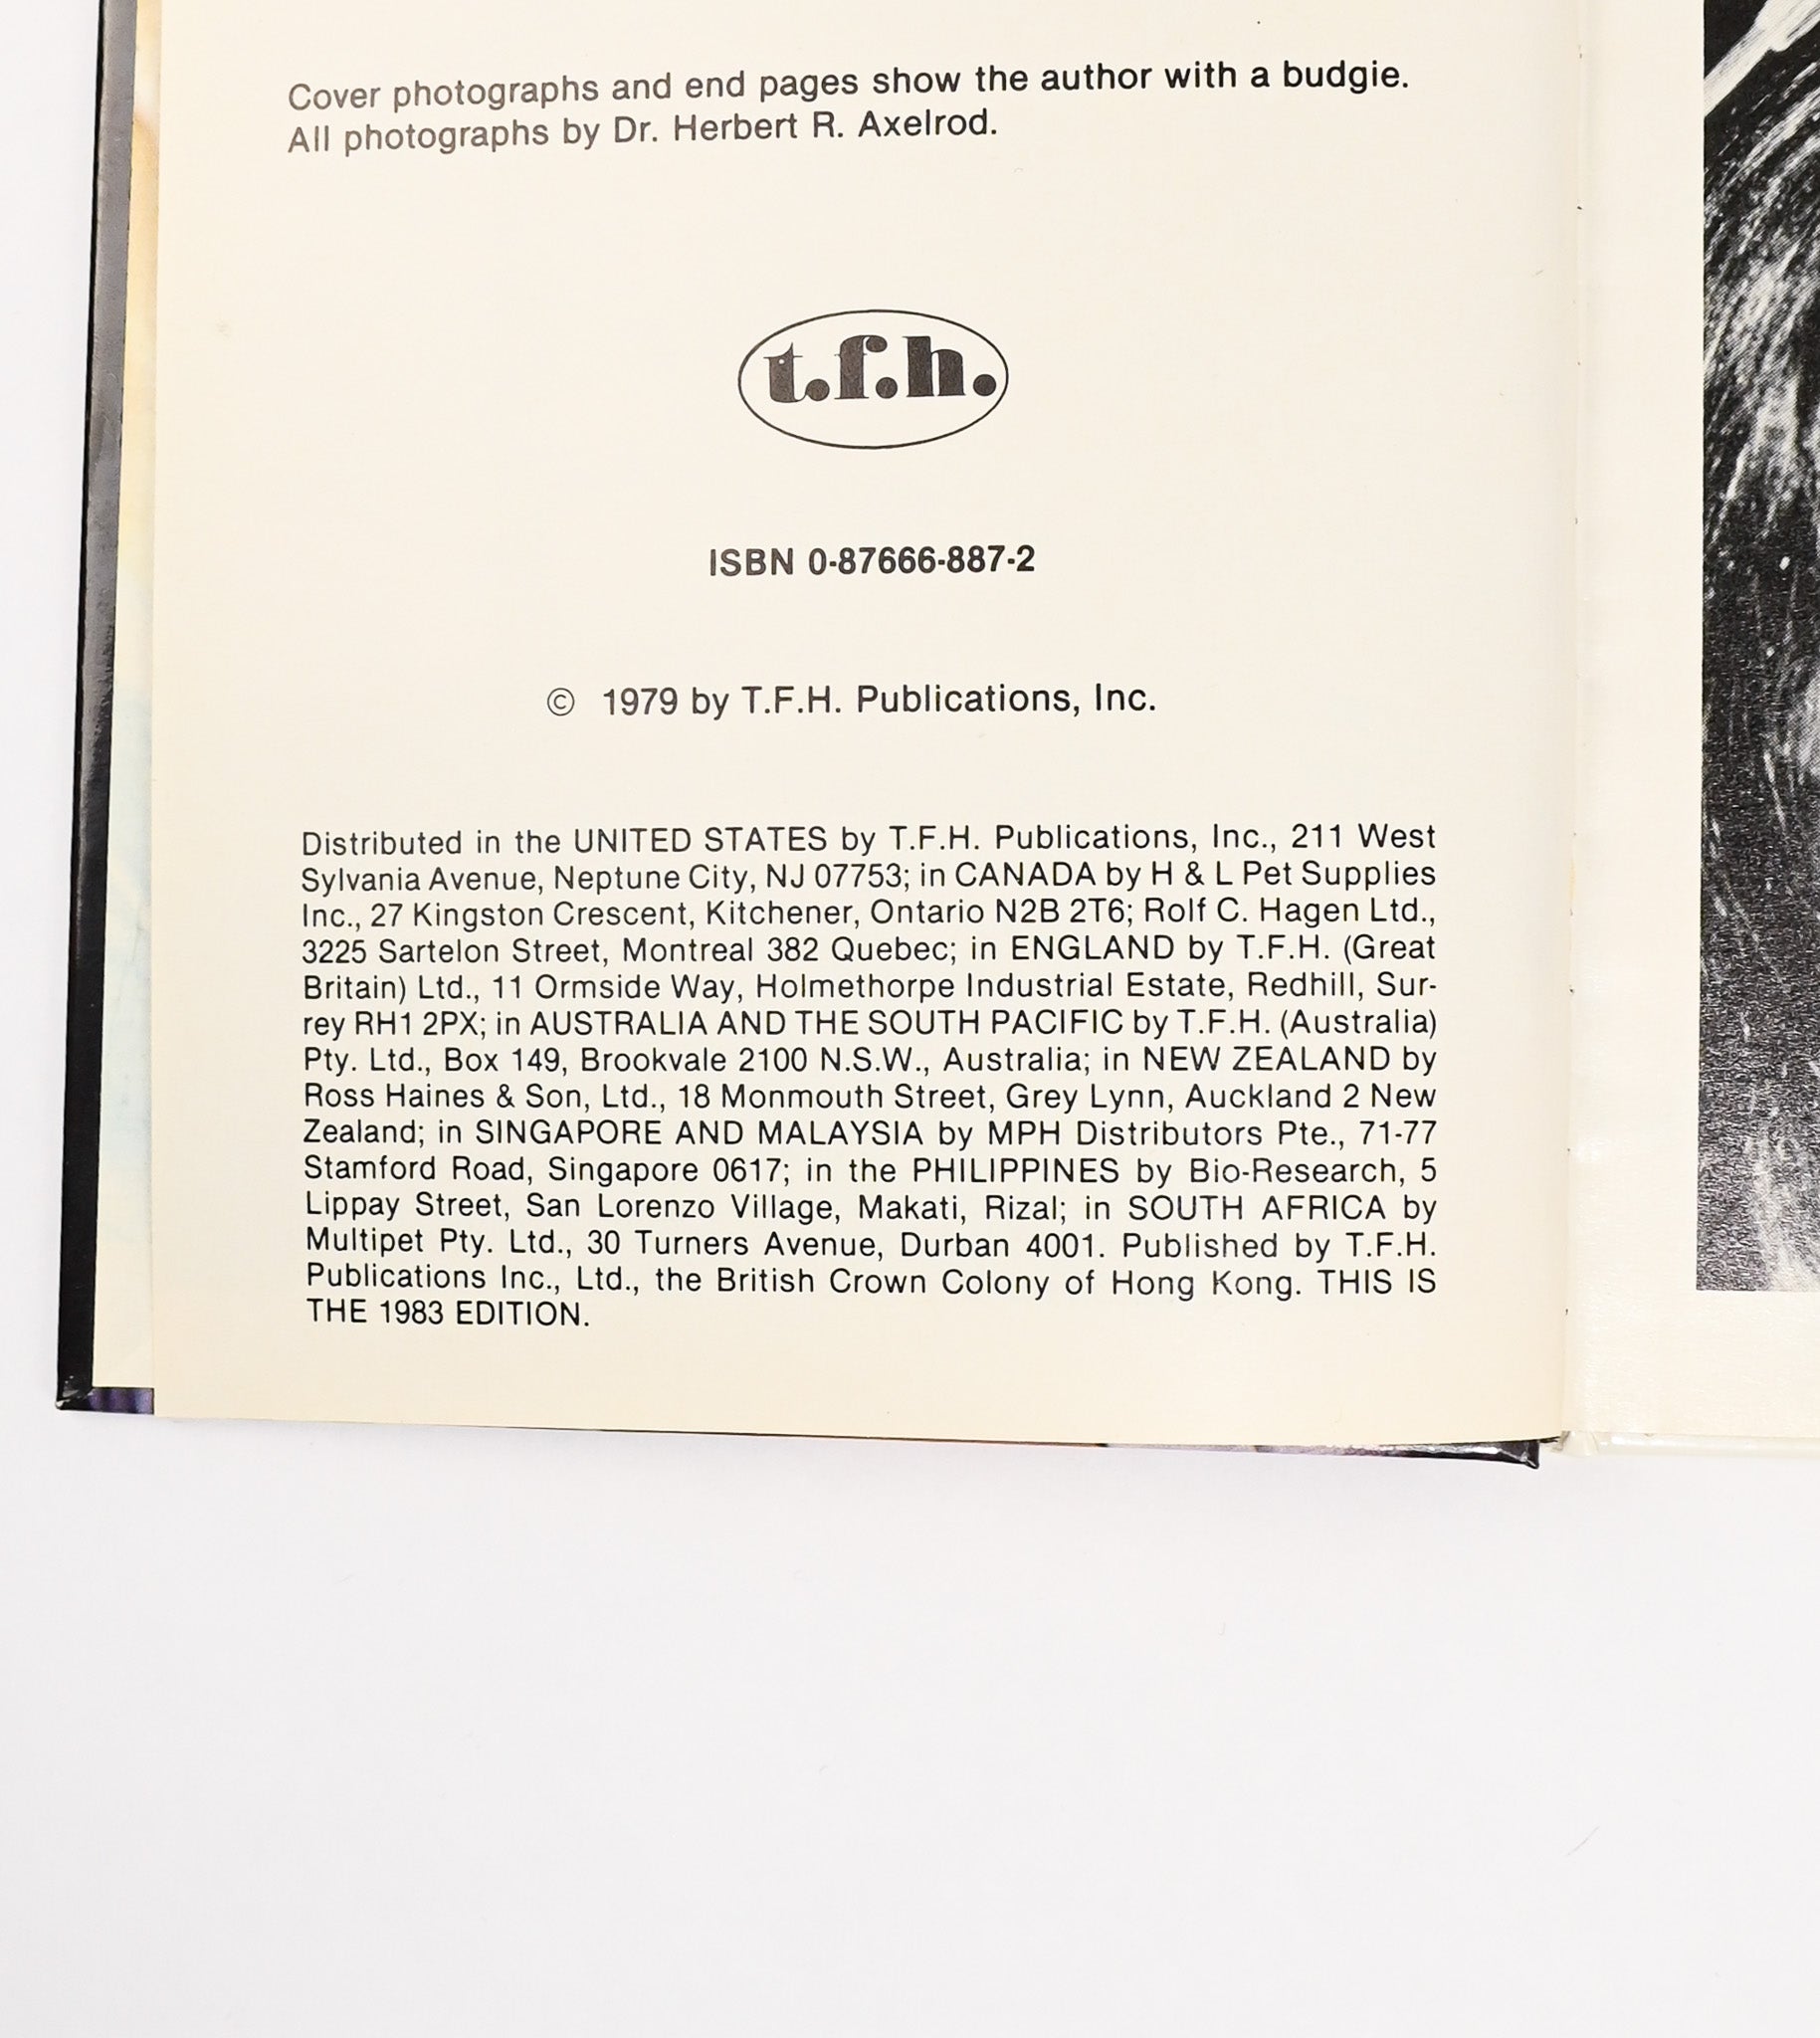 Cover photographs and end pages show the author with a budgie.
All photographs by Dr. Herbert R. Axelrod.
t.f.h.
ISBN 0-87666-887-2
© 1979 by T.F.H. Publications, Inc.
Distributed in the UNITED STATES by T.F.H. Publications, Inc., 211 West
Sylvania Avenue, Neptune City, NJ 07753; in CANADA by H & L Pet Supplies
Inc., 27 Kingston Crescent, Kitchener, Ontario N2B 2T6; Rolf C. Hagen Ltd.,
3225 Sartelon Street, Montreal 382 Quebec; in ENGLAND by T.F.H. (Great
Britain) Ltd., 11 Ormside Way, Holmethorpe Industrial Estate, Redhill, Sur-
rey RH1 2PX; in AUSTRALIA AND THE SOUTH PACIFIC by T.F.H. (Australia)
Pty. Ltd., Box 149, Brookvale 2100 N.S.W., Australia; in NEW ZEALAND by
Ross Haines & Son, Ltd., 18 Monmouth Street, Grey Lynn, Auckland 2 New
Zealand; in SINGAPORE AND MALAYSIA by MPH Distributors Pte., 71-77
Stamford Road, Singapore 0617; in the PHILIPPINES by Bio-Research, 5
Lippay Street, San Lorenzo Village, Makati, Rizal; in SOUTH AFRICA by
Multipet Pty. Ltd., 30 Turners Avenue, Durban 4001. Published by T.F.H.
Publications Inc., Ltd., the British Crown Colony of Hong Kong. THIS IS
THE 1983 EDITION.